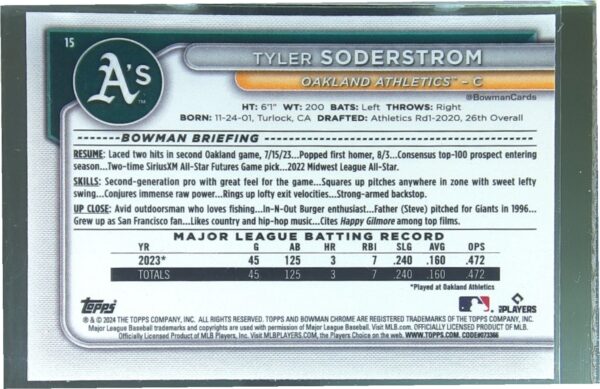 15
A's
TYLER SODERSTROM
OAKLAND ATHLETICS™ – C
@BowmanCards
HT: 6'1" WT: 200 BATS: Left THROWS: Right
BORN: 11-24-01, Turlock, CA DRAFTED: Athletics Rd1-2020, 26th Overall
BOWMAN BRIEFING
RESUME: Laced two hits in second Oakland game, 7/15/23...Popped first homer, 8/3...Consensus top-100 prospect entering
season...Two-time SiriusXM All-Star Futures Game pick...2022 Midwest League All-Star.
SKILLS: Second-generation pro with great feel for the game...Squares up pitches anywhere in zone with sweet lefty
swing...Conjures immense raw power...Rings up lofty exit velocities...Strong-armed backstop.
UP CLOSE: Avid outdoorsman who loves fishing...In-N-Out Burger enthusiast...Father (Steve) pitched for Giants in 1996...
Grew up as San Francisco fan...Likes country and hip-hop music...Cites Happy Gilmore among top films.
MAJOR LEAGUE BATTING RECORD
YR G AB HR RBI SLG AVG OPS
2023* 45 125 3 7 .240 .160 .472
TOTALS 45 125 3 7 .240 .160 .472
*Played at Oakland Athletics
Topps
MLB PLAYERS
® & © 2024 THE TOPPS COMPANY, INC. ALL RIGHTS RESERVED. TOPPS AND BOWMAN CHROME ARE REGISTERED TRADEMARKS OF THE TOPPS COMPANY, INC.
Major League Baseball trademarks and copyrights are used with permission of Major League Baseball. Visit MLB.com. OFFICIALLY LICENSED PRODUCT OF MLB.
Officially Licensed Product of MLB Players, Inc. Visit MLBPLAYERS.com, the Players Choice on the web. WWW.TOPPS.COM. CODE#073366